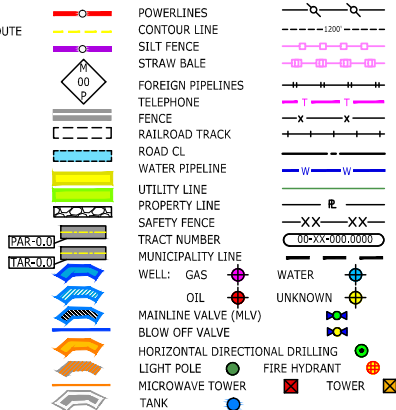 POWERLINES
OUTE
CONTOUR LINE 1200'
SILT FENCE
STRAW BALE
M
00
P
FOREIGN PIPELINES
TELEPHONE T T
FENCE x x
RAILROAD TRACK
ROAD CL
WATER PIPELINE W W
UTILITY LINE
PROPERTY LINE PL
SAFETY FENCE XX XX
PAR-0.0 TRACT NUMBER 00-XX-000.0000
TAR-0.0 MUNICIPALITY LINE
WELL: GAS WATER
OIL UNKNOWN
MAINLINE VALVE (MLV)
BLOW OFF VALVE
HORIZONTAL DIRECTIONAL DRILLING
LIGHT POLE FIRE HYDRANT
MICROWAVE TOWER TOWER
TANK